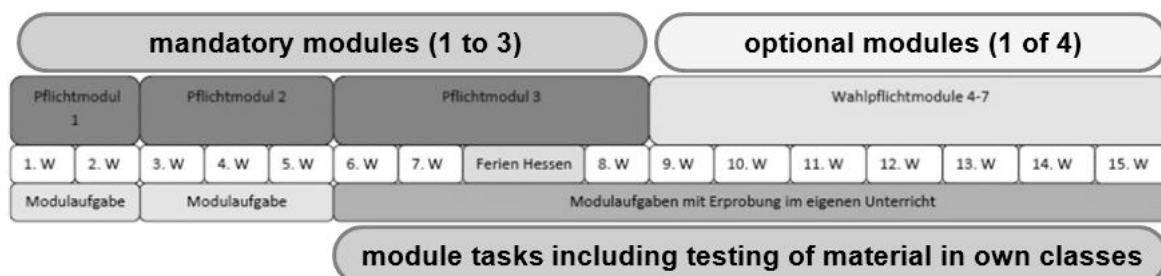 mandatory modules (1 to 3)
optional modules (1 of 4)
Pflichtmodul
1
Pflichtmodul 2
Pflichtmodul 3
Wahlpflichtmodule 4-7
1. W
2. W
3. W
4. W
5. W
6. W
7. W
Ferien Hessen
8. W
9. W
10. W
11. W
12. W
13. W
14. W
15. W
Modulaufgabe
Modulaufgabe
Modulaufgaben mit Erprobung im eigenen Unterricht
module tasks including testing of material in own classes